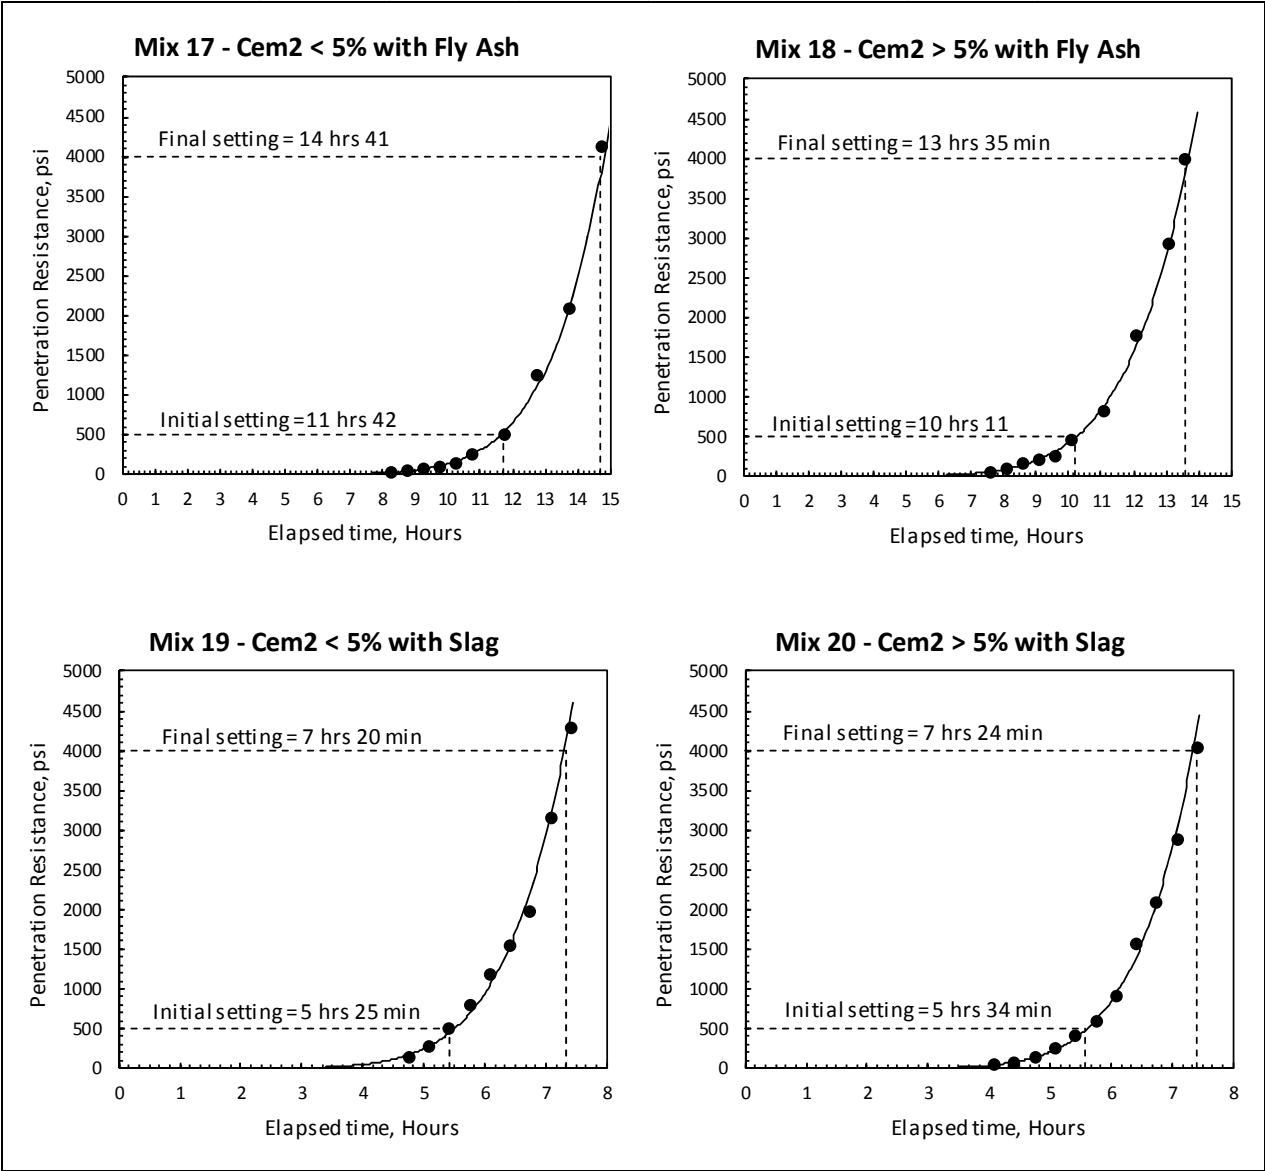 Mix 17 - Cem2 < 5% with Fly Ash
5000
4500
4000
3500
3000
2500
2000
1500
1000
500
0
Penetration Resistance, psi
Final setting = 14 hrs 41
Initial setting =11 hrs 42
0 1 2 3 4 5 6 7 8 9 10 11 12 13 14 15
Elapsed time, Hours
Mix 18 - Cem2 > 5% with Fly Ash
5000
4500
4000
3500
3000
2500
2000
1500
1000
500
0
Penetration Resistance, psi
Final setting = 13 hrs 35 min
Initial setting =10 hrs 11
0 1 2 3 4 5 6 7 8 9 10 11 12 13 14 15
Elapsed time, Hours
Mix 19 - Cem2 < 5% with Slag
5000
4500
4000
3500
3000
2500
2000
1500
1000
500
0
Penetration Resistance, psi
Final setting = 7 hrs 20 min
Initial setting = 5 hrs 25 min
0 1 2 3 4 5 6 7 8
Elapsed time, Hours
Mix 20 - Cem2 > 5% with Slag
5000
4500
4000
3500
3000
2500
2000
1500
1000
500
0
Penetration Resistance, psi
Final setting = 7 hrs 24 min
Initial setting = 5 hrs 34 min
0 1 2 3 4 5 6 7 8
Elapsed time, Hours